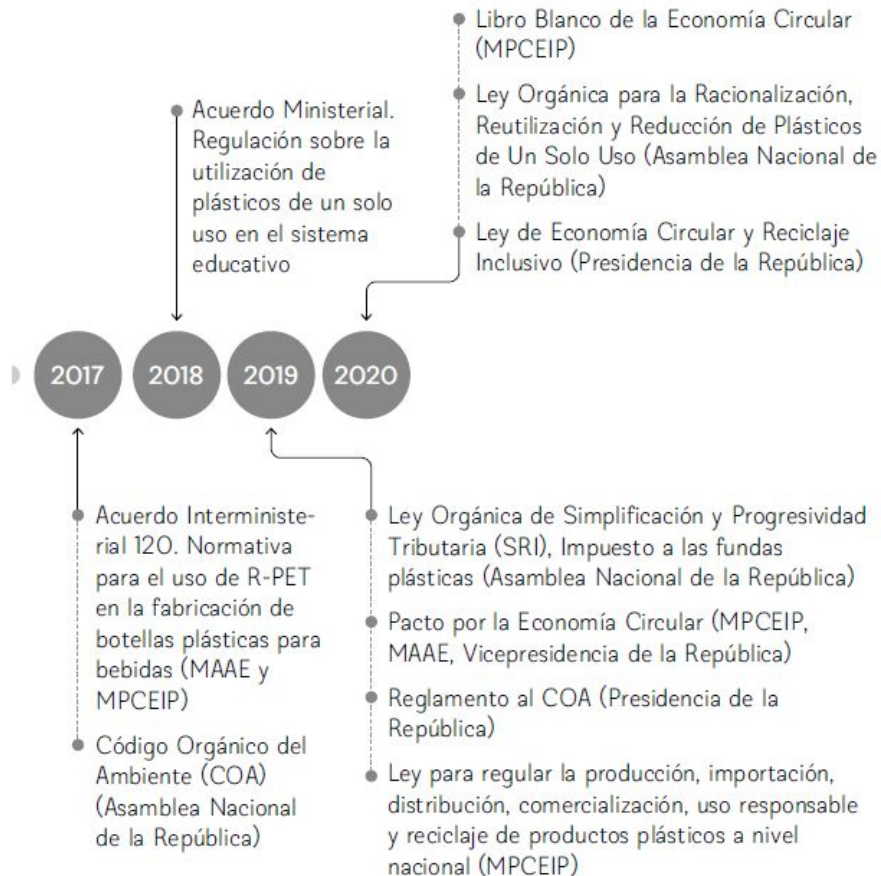 Libro Blanco de la Economía Circular
(MPCEIP)
Ley Orgánica para la Racionalización,
Reutilización y Reducción de Plásticos
de Un Solo Uso (Asamblea Nacional de
la República)
Ley de Economía Circular y Reciclaje
Inclusivo (Presidencia de la República)
Acuerdo Ministerial.
Regulación sobre la
utilización de
plásticos de un solo
uso en el sistema
educativo
2017
2018
2019
2020
Acuerdo Interministe-
rial 120. Normativa
para el uso de R-PET
en la fabricación de
botellas plásticas para
bebidas (MAAE y
MPCEIP)
Código Orgánico del
Ambiente (COA)
(Asamblea Nacional
de la República)
Ley Orgánica de Simplificación y Progresividad
Tributaria (SRI), Impuesto a las fundas
plásticas (Asamblea Nacional de la República)
Pacto por la Economía Circular (MPCEIP,
MAAE, Vicepresidencia de la República)
Reglamento al COA (Presidencia de la
República)
Ley para regular la producción, importación,
distribución, comercialización, uso responsable
y reciclaje de productos plásticos a nivel
nacional (MPCEIP)